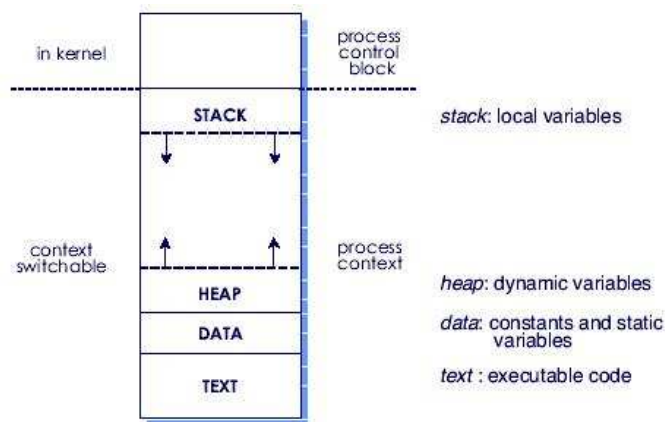 in kernel
process
control
block
STACK
stack: local variables
context
switchable
process
context
HEAP
heap: dynamic variables
DATA
data: constants and static
variables
TEXT
text : executable code